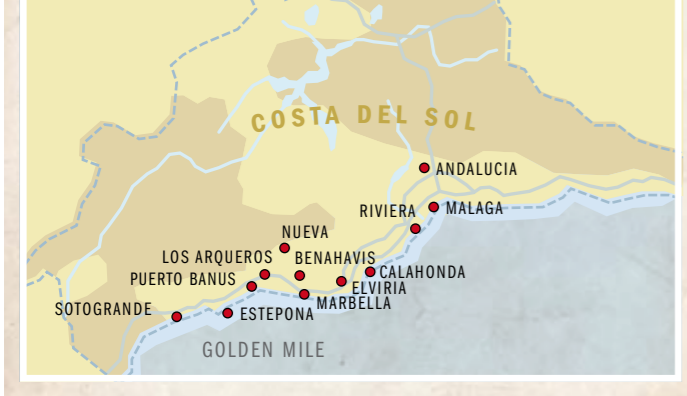 COSTA DEL SOL
ANDALUCIA
RIVIERA
MALAGA
NUEVA
LOS ARQUEROS
BENAHAVIS
PUERTO BANUS
CALAHONDA
ELVIRIA
MARBELLA
SOTOGRANDE
ESTEPONA
GOLDEN MILE